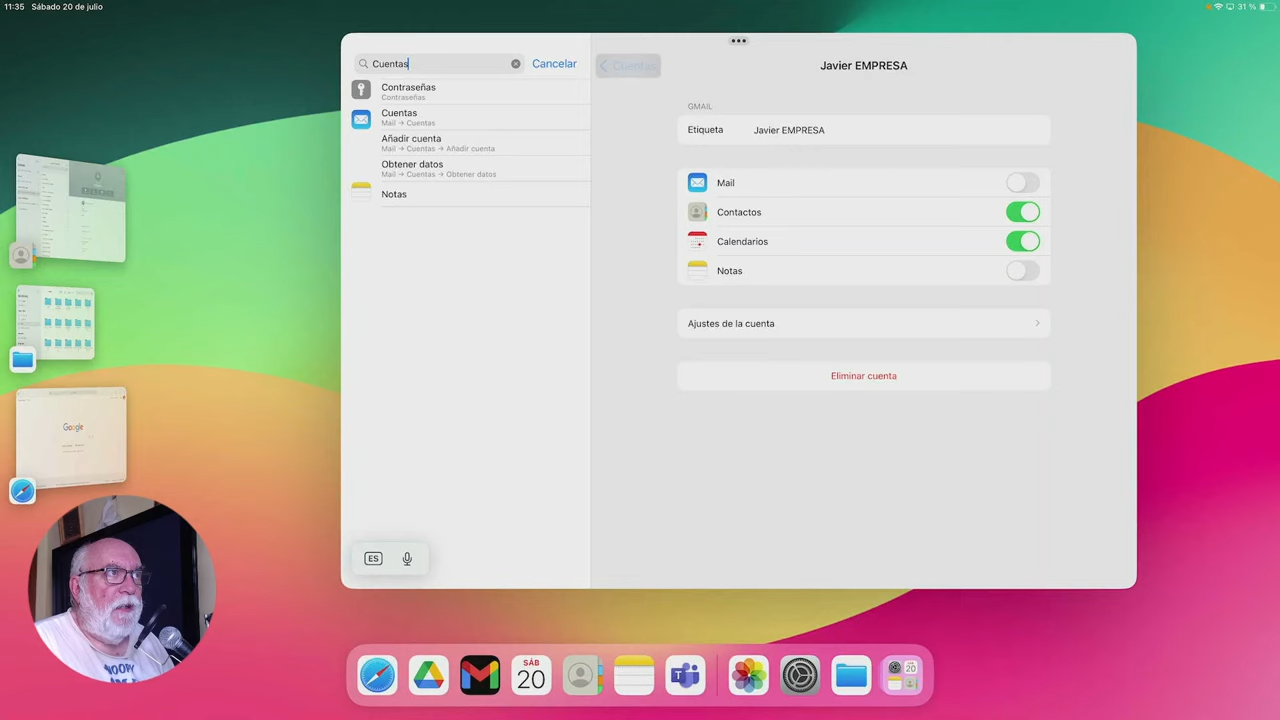 11:35 Sábado 20 de julio
31 %
Cuentas
Cancelar
Contraseñas
Contraseñas
Cuentas
Mail → Cuentas
Añadir cuenta
Mail → Cuentas → Añadir cuenta
Obtener datos
Mail → Cuentas → Obtener datos
Notas
ES
Cuentas
Javier EMPRESA
GMAIL
Etiqueta Javier EMPRESA
Mail
Contactos
Calendarios
Notas
Ajustes de la cuenta
Eliminar cuenta
Google
SÁB
20
20